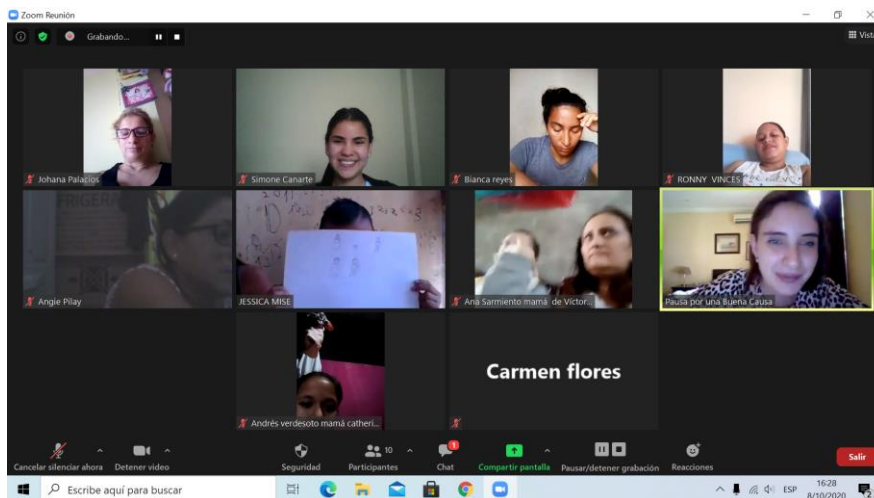 Zoom Reunión
Grabando...
Vista
Johana Palacios
Simone Cañarte
Bianca reyes
RONNY VINCES
FRIGERA
Angie Pilay
JESSICA MISE
Ana Sarmiento mamá de Víctor...
Pausa por una Buena Causa
Andrés verdesoto mamá catheri...
Carmen flores
Cancelar silenciar ahora
Detener video
Seguridad
10
Participantes
1
Chat
Compartir pantalla
Pausar/detener grabación
Reacciones
Salir
Escribe aquí para buscar
ESP
16:28
8/10/2020